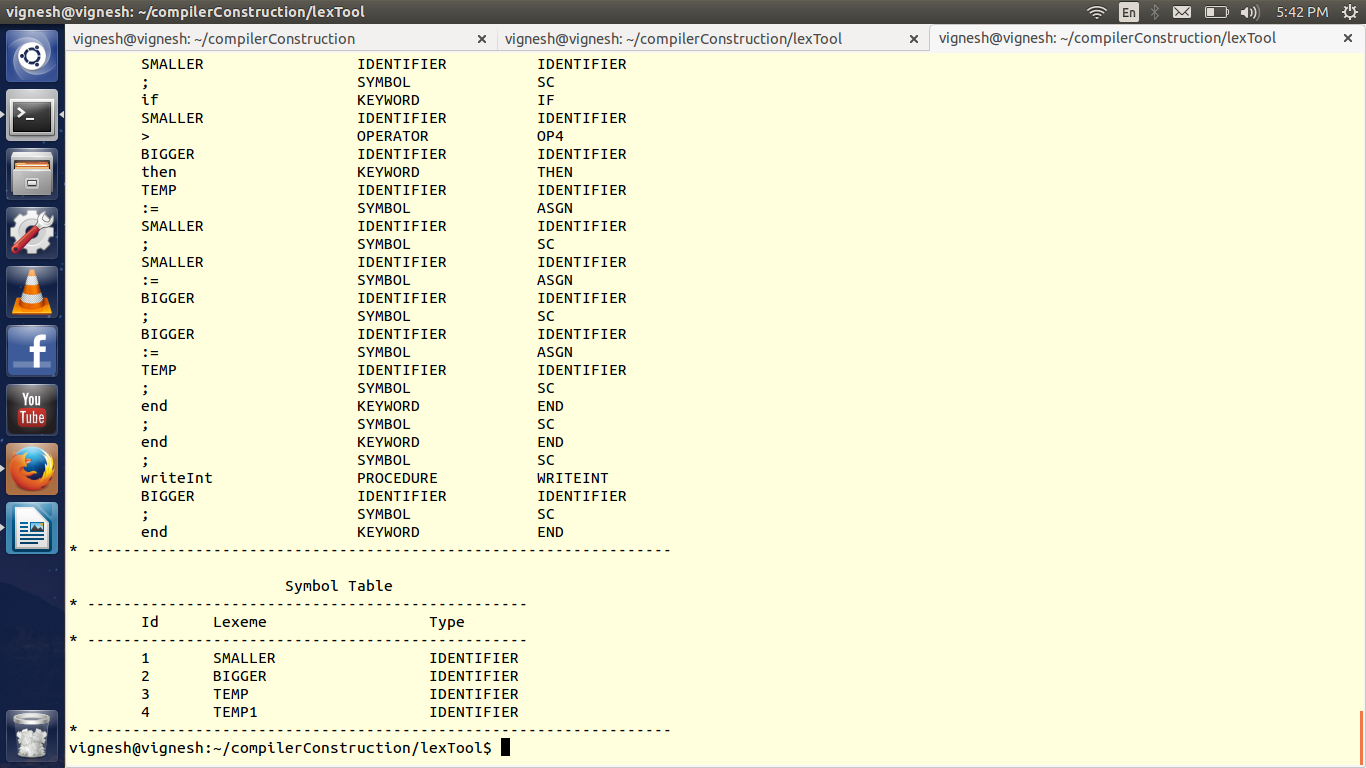 vignesh@vignesh: ~/compilerConstruction/lexTool En 5:42 PM
vignesh@vignesh: ~/compilerConstruction × vignesh@vignesh: ~/compilerConstruction/lexTool × vignesh@vignesh: ~/compilerConstruction/lexTool ×
SMALLER IDENTIFIER IDENTIFIER
; SYMBOL SC
if KEYWORD IF
SMALLER IDENTIFIER IDENTIFIER
> OPERATOR OP4
BIGGER IDENTIFIER IDENTIFIER
then KEYWORD THEN
TEMP IDENTIFIER IDENTIFIER
:= SYMBOL ASGN
SMALLER IDENTIFIER IDENTIFIER
; SYMBOL SC
SMALLER IDENTIFIER IDENTIFIER
:= SYMBOL ASGN
BIGGER IDENTIFIER IDENTIFIER
; SYMBOL SC
BIGGER IDENTIFIER IDENTIFIER
:= SYMBOL ASGN
TEMP IDENTIFIER IDENTIFIER
; SYMBOL SC
end KEYWORD END
; SYMBOL SC
end KEYWORD END
; SYMBOL SC
writeInt PROCEDURE WRITEINT
BIGGER IDENTIFIER IDENTIFIER
; SYMBOL SC
end KEYWORD END
* -----------------------------------------------------------------
Symbol Table
* -------------------------------------------------
Id Lexeme Type
* -------------------------------------------------
1 SMALLER IDENTIFIER
2 BIGGER IDENTIFIER
3 TEMP IDENTIFIER
4 TEMP1 IDENTIFIER
* -----------------------------------------------------------------
vignesh@vignesh:~/compilerConstruction/lexTool$
>_
f
You
Tube